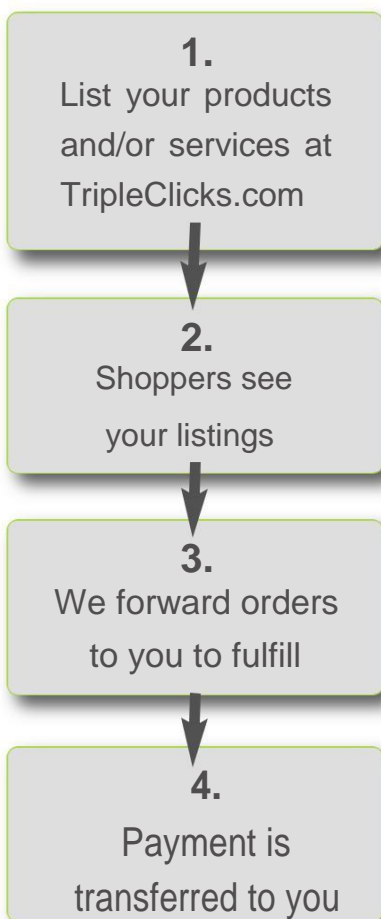 1.
List your products
and/or services at
TripleClicks.com
2.
Shoppers see
your listings
3.
We forward orders
to you to fulfill
4.
Payment is
transferred to you